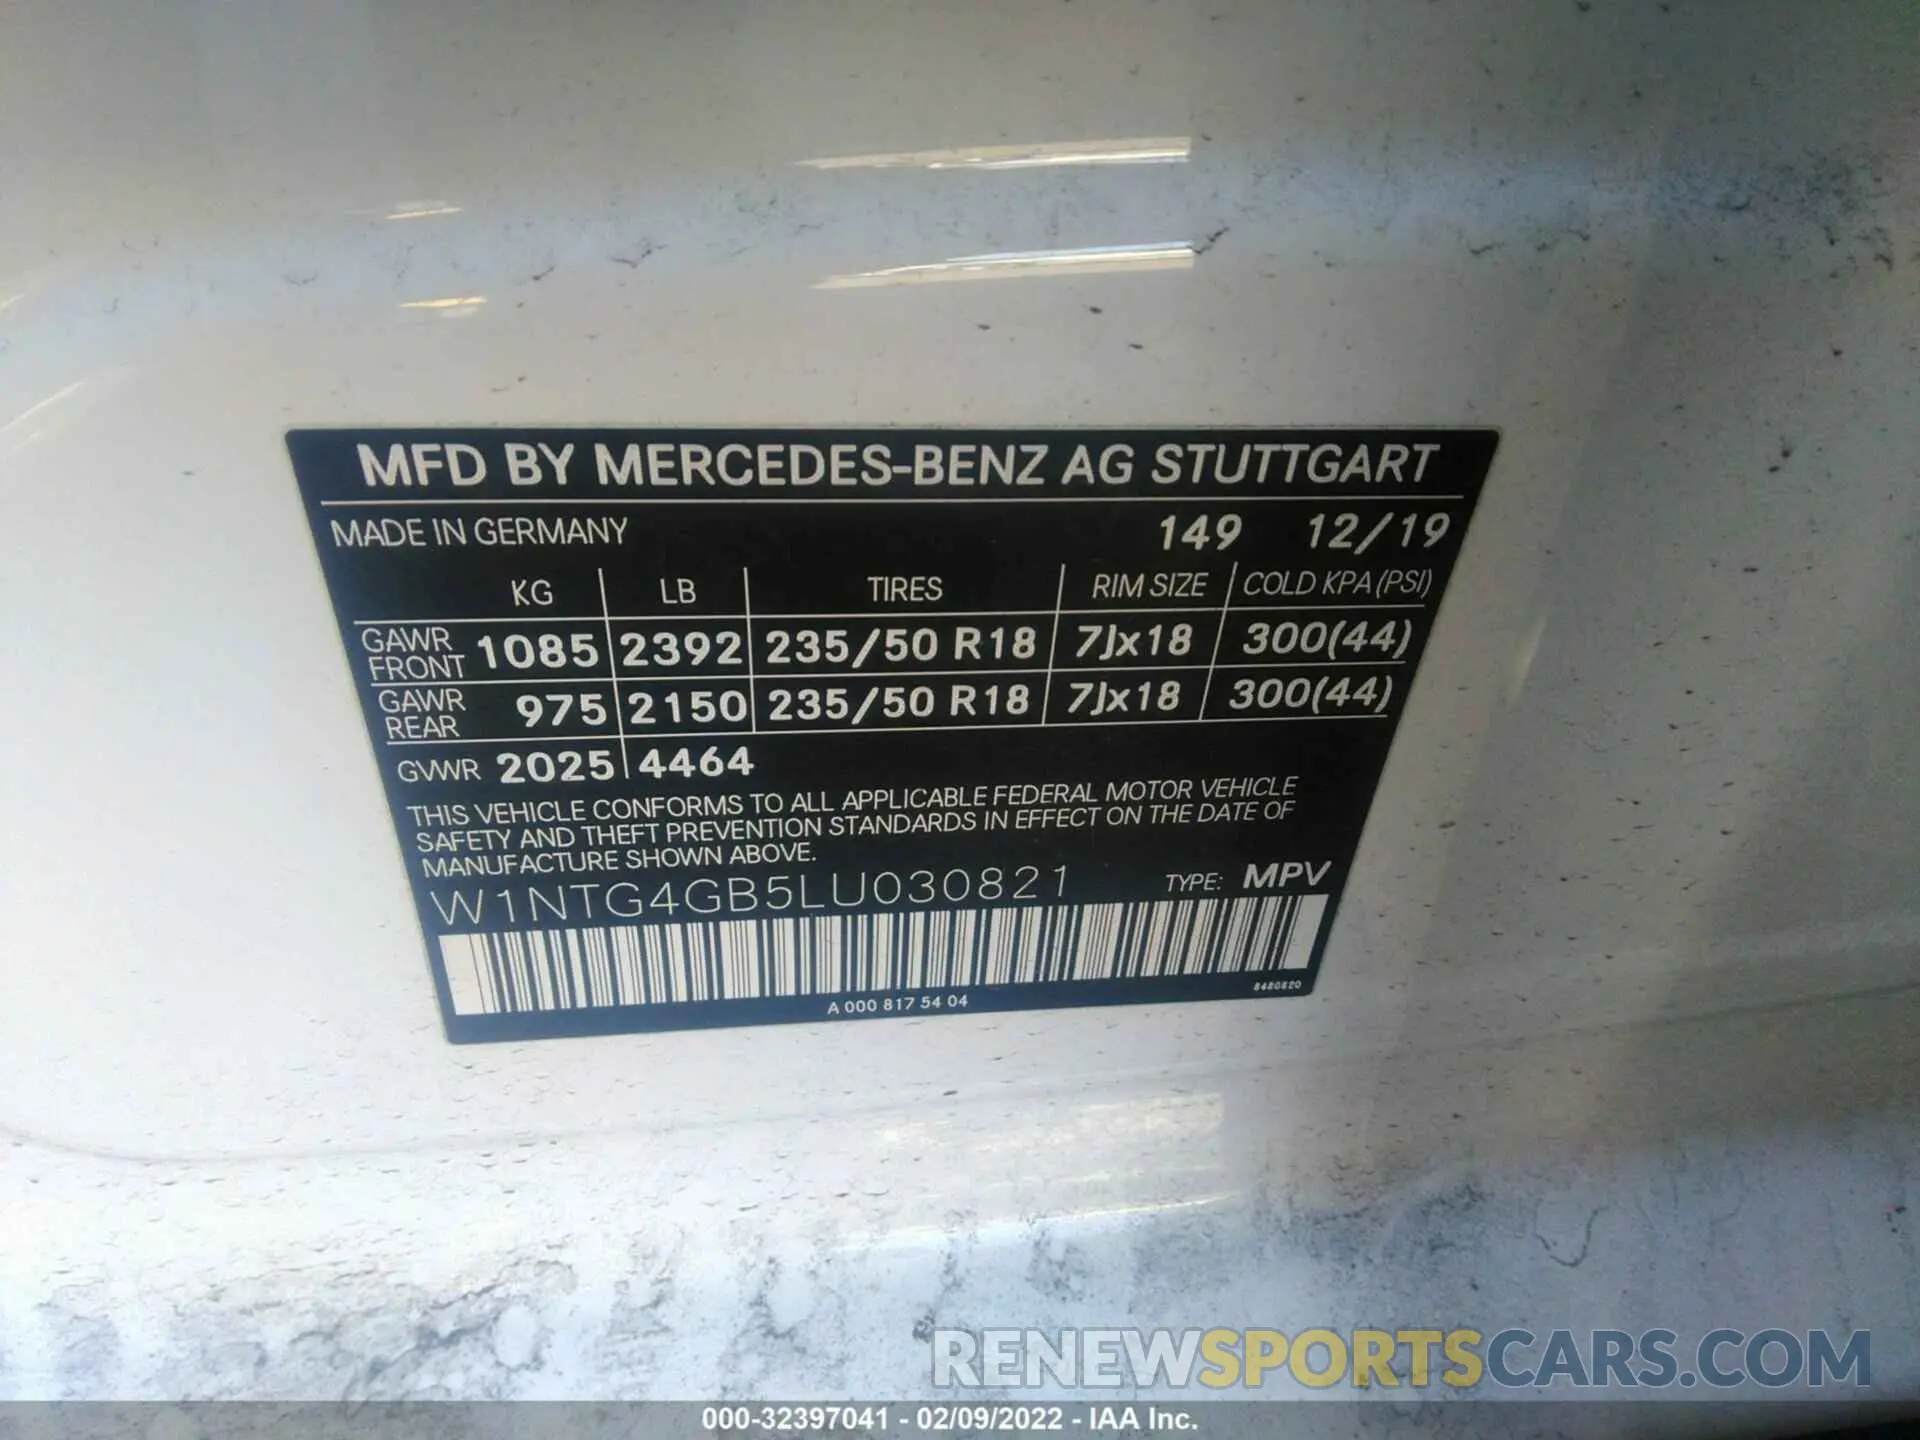 MFD BY MERCEDES-BENZ AG STUTTGART
MADE IN GERMANY 149 12/19
KG LB TIRES RIM SIZE COLD KPA (PSI)
GAWR FRONT 1085 2392 235/50 R18 7Jx18 300(44)
GAWR REAR 975 2150 235/50 R18 7Jx18 300(44)
GVWR 2025 4464
THIS VEHICLE CONFORMS TO ALL APPLICABLE FEDERAL MOTOR VEHICLE
SAFETY AND THEFT PREVENTION STANDARDS IN EFFECT ON THE DATE OF
MANUFACTURE SHOWN ABOVE.
W1NTG4GB5LU030821 TYPE: MPV
A 000 817 54 04
8480820
RENEWSPORTSCARS.COM
000-32397041 - 02/09/2022 - IAA Inc.